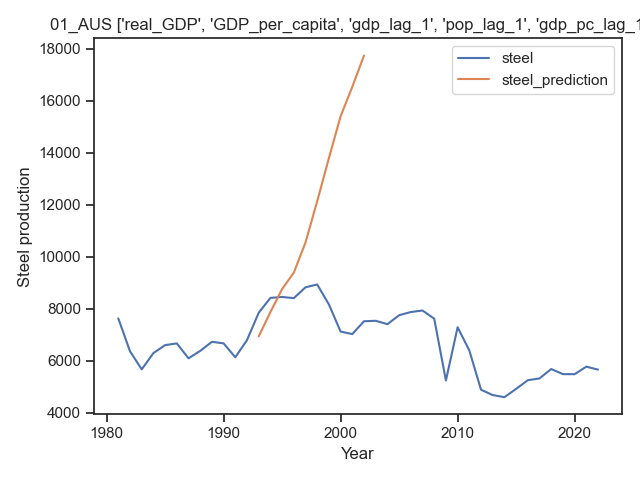 01_AUS ['real_GDP', 'GDP_per_capita', 'gdp_lag_1', 'pop_lag_1', 'gdp_pc_lag_1
18000
16000
14000
12000
10000
8000
6000
4000
Steel production
steel
steel_prediction
1980 1990 2000 2010 2020
Year